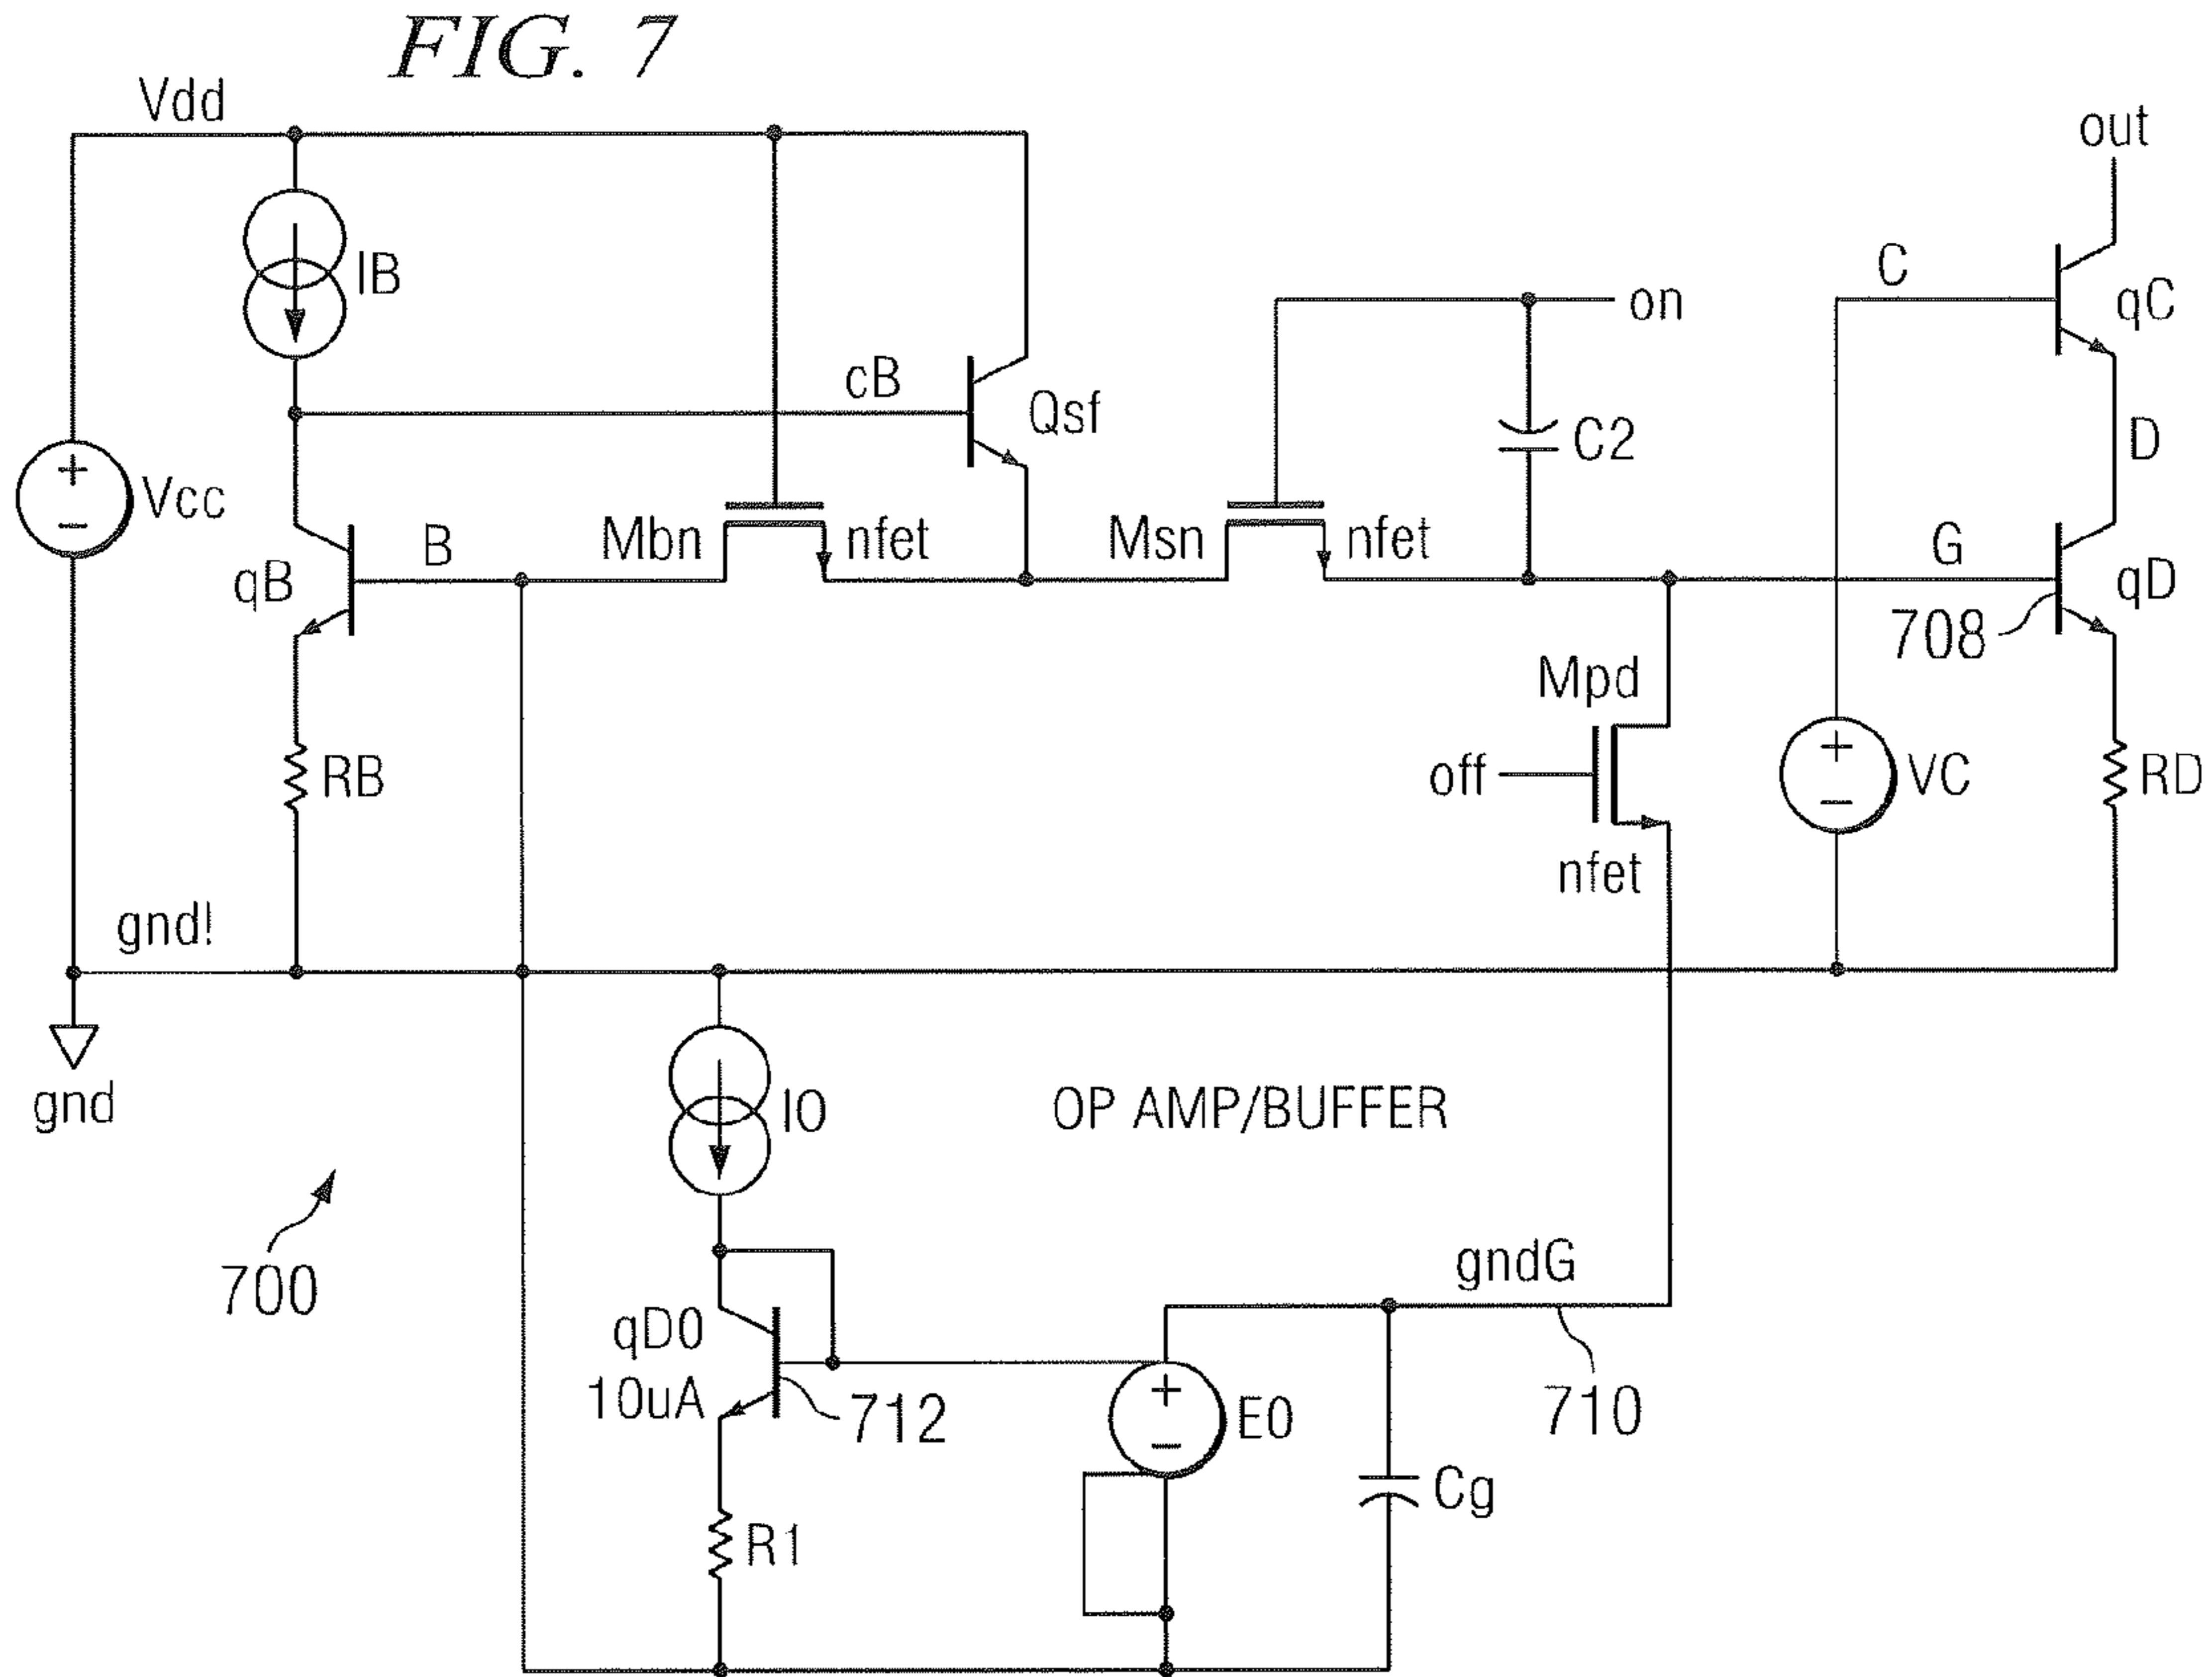 FIG. 7
Vdd
out
IB
C
qC
on
cB
Qsf
C2
D
+
Vcc
−
Mbn
nfet
Msn
nfet
B
G
qB
qD
708
Mpd
RB
off
+
VC
−
RD
nfet
gnd!
gnd
I0
OP AMP/BUFFER
700
gndG
qD0
10uA
712
+
E0
−
710
Cg
R1